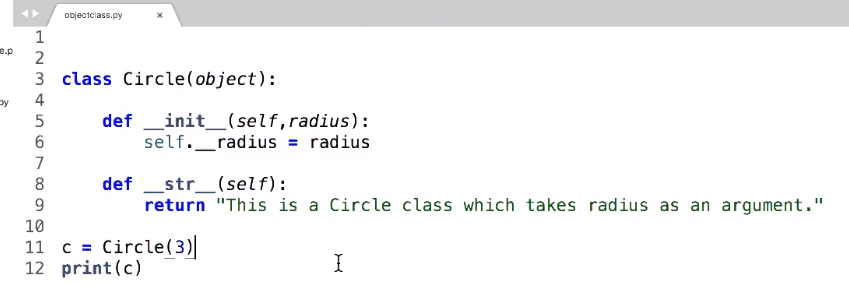 objectclass.py ×
e.p
py
1
2
3 class Circle(object):
4
5 def __init__(self,radius):
6 self.__radius = radius
7
8 def __str__(self):
9 return "This is a Circle class which takes radius as an argument."
10
11 c = Circle(3)
12 print(c)